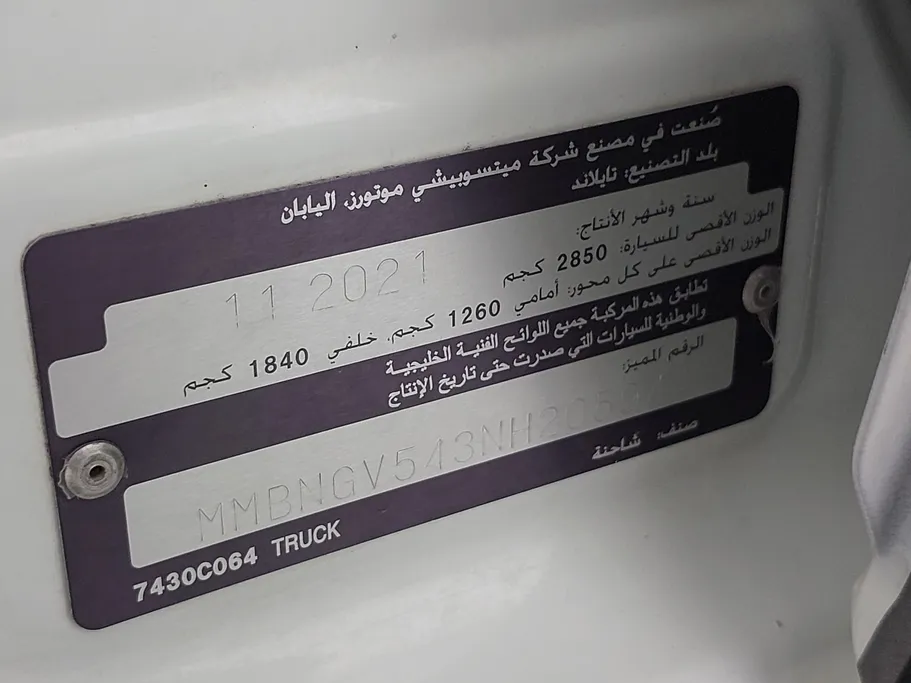 صُنعت في مصنع شركة ميتسوبيشي موتورز، اليابان
بلد التصنيع: تايلاند
سنة وشهر الأنتاج:
11 2021
الوزن الأقصى للسيارة: 2850 كجم
الوزن الأقصى على كل محور: أمامي 1260 كجم، خلفي 1840 كجم
تطابق هذه المركبة جميع اللوائح الفنية الخليجية
والوطنية للسيارات التي صدرت حتى تاريخ الإنتاج
الرقم المميز:
صنف: شاحنة
7430C064 TRUCK